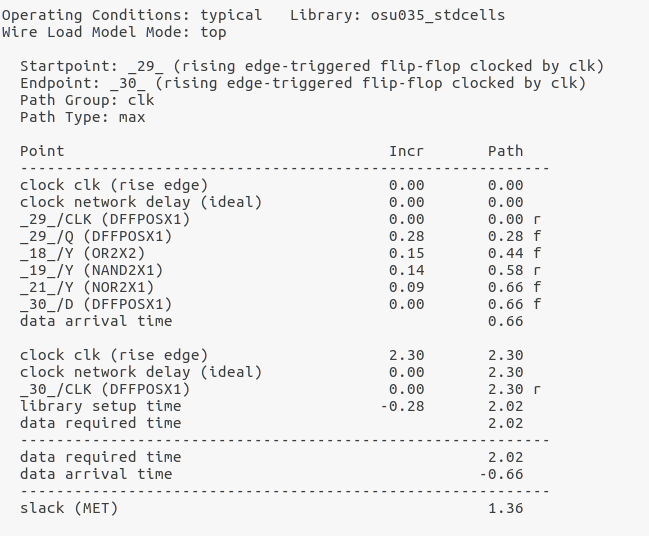 Operating Conditions: typical   Library: osu035_stdcells
Wire Load Model Mode: top

  Startpoint: _29_ (rising edge-triggered flip-flop clocked by clk)
  Endpoint: _30_ (rising edge-triggered flip-flop clocked by clk)
  Path Group: clk
  Path Type: max

  Point                                    Incr       Path
  -----------------------------------------------------------
  clock clk (rise edge)                    0.00       0.00
  clock network delay (ideal)              0.00       0.00
  _29_/CLK (DFFPOSX1)                      0.00       0.00 r
  _29_/Q (DFFPOSX1)                        0.28       0.28 f
  _18_/Y (OR2X2)                           0.15       0.44 f
  _19_/Y (NAND2X1)                         0.14       0.58 r
  _21_/Y (NOR2X1)                          0.09       0.66 f
  _30_/D (DFFPOSX1)                        0.00       0.66 f
  data arrival time                                   0.66

  clock clk (rise edge)                    2.30       2.30
  clock network delay (ideal)              0.00       2.30
  _30_/CLK (DFFPOSX1)                      0.00       2.30 r
  library setup time                      -0.28       2.02
  data required time                                  2.02
  -----------------------------------------------------------
  data required time                                  2.02
  data arrival time                                  -0.66
  -----------------------------------------------------------
  slack (MET)                                         1.36